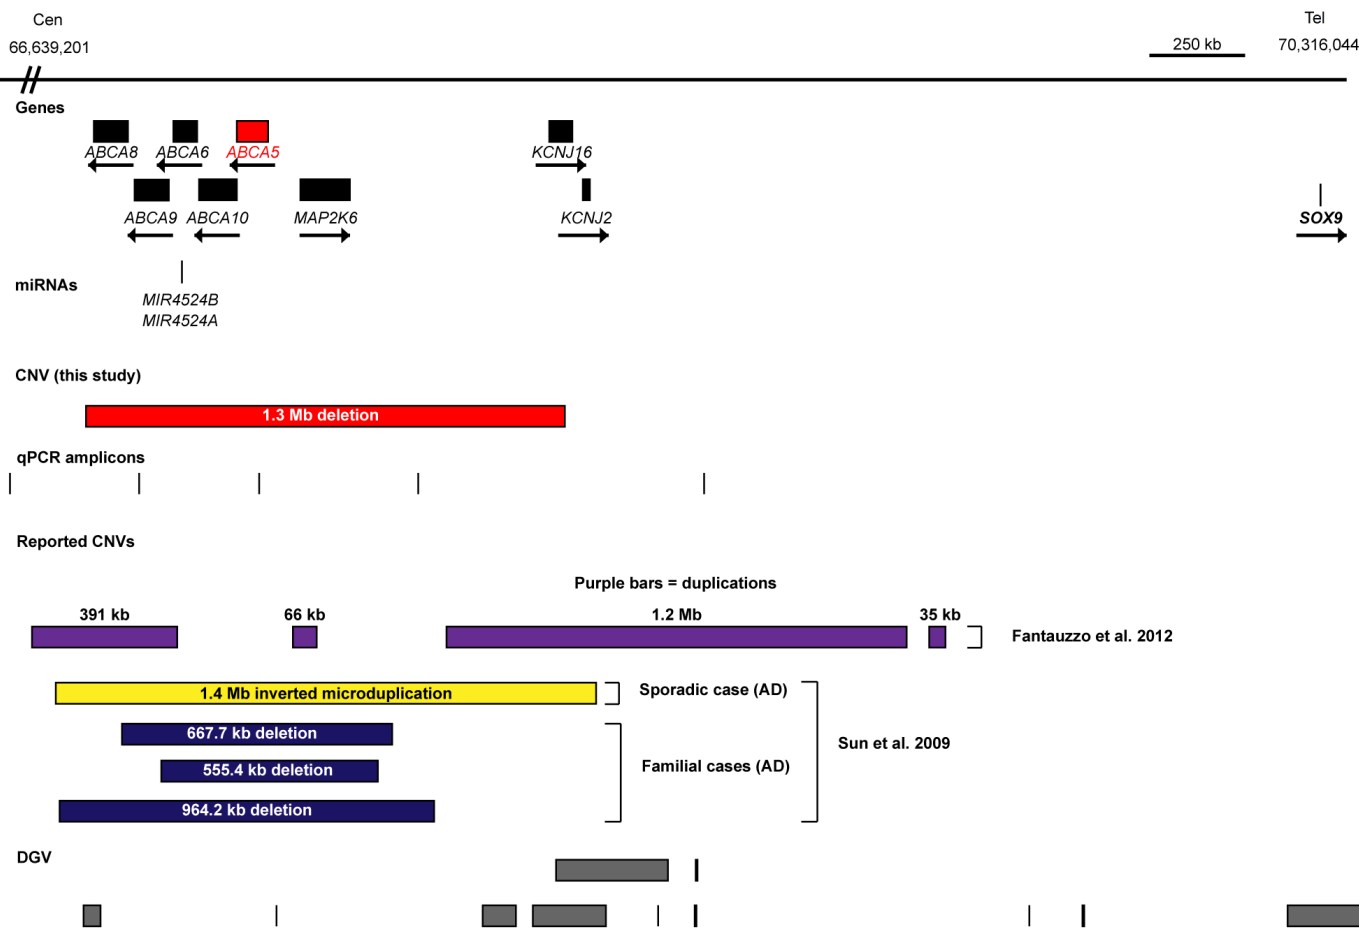 Cen
Tel
66,639,201
250 kb
70,316,044
Genes
ABCA8
ABCA6
ABCA5
KCNJ16
ABCA9
ABCA10
MAP2K6
KCNJ2
SOX9
miRNAs
MIR4524B
MIR4524A
CNV (this study)
1.3 Mb deletion
qPCR amplicons
Reported CNVs
Purple bars = duplications
391 kb
66 kb
1.2 Mb
35 kb
Fantauzzo et al. 2012
1.4 Mb inverted microduplication
Sporadic case (AD)
667.7 kb deletion
Sun et al. 2009
555.4 kb deletion
Familial cases (AD)
964.2 kb deletion
DGV